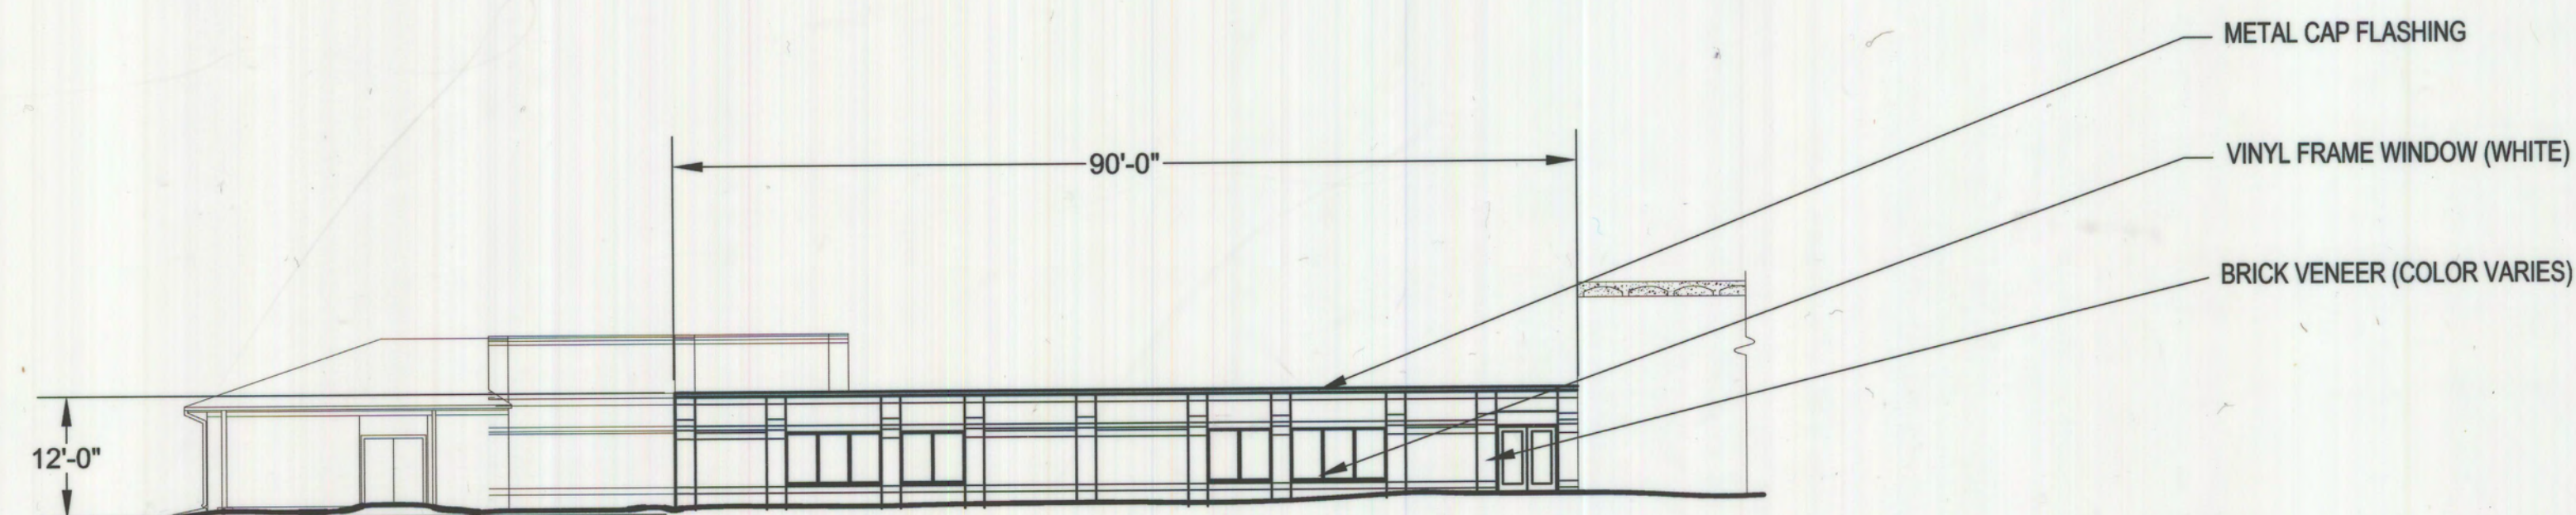 METAL CAP FLASHING
VINYL FRAME WINDOW (WHITE)
90'-0"
BRICK VENEER (COLOR VARIES)
12'-0"